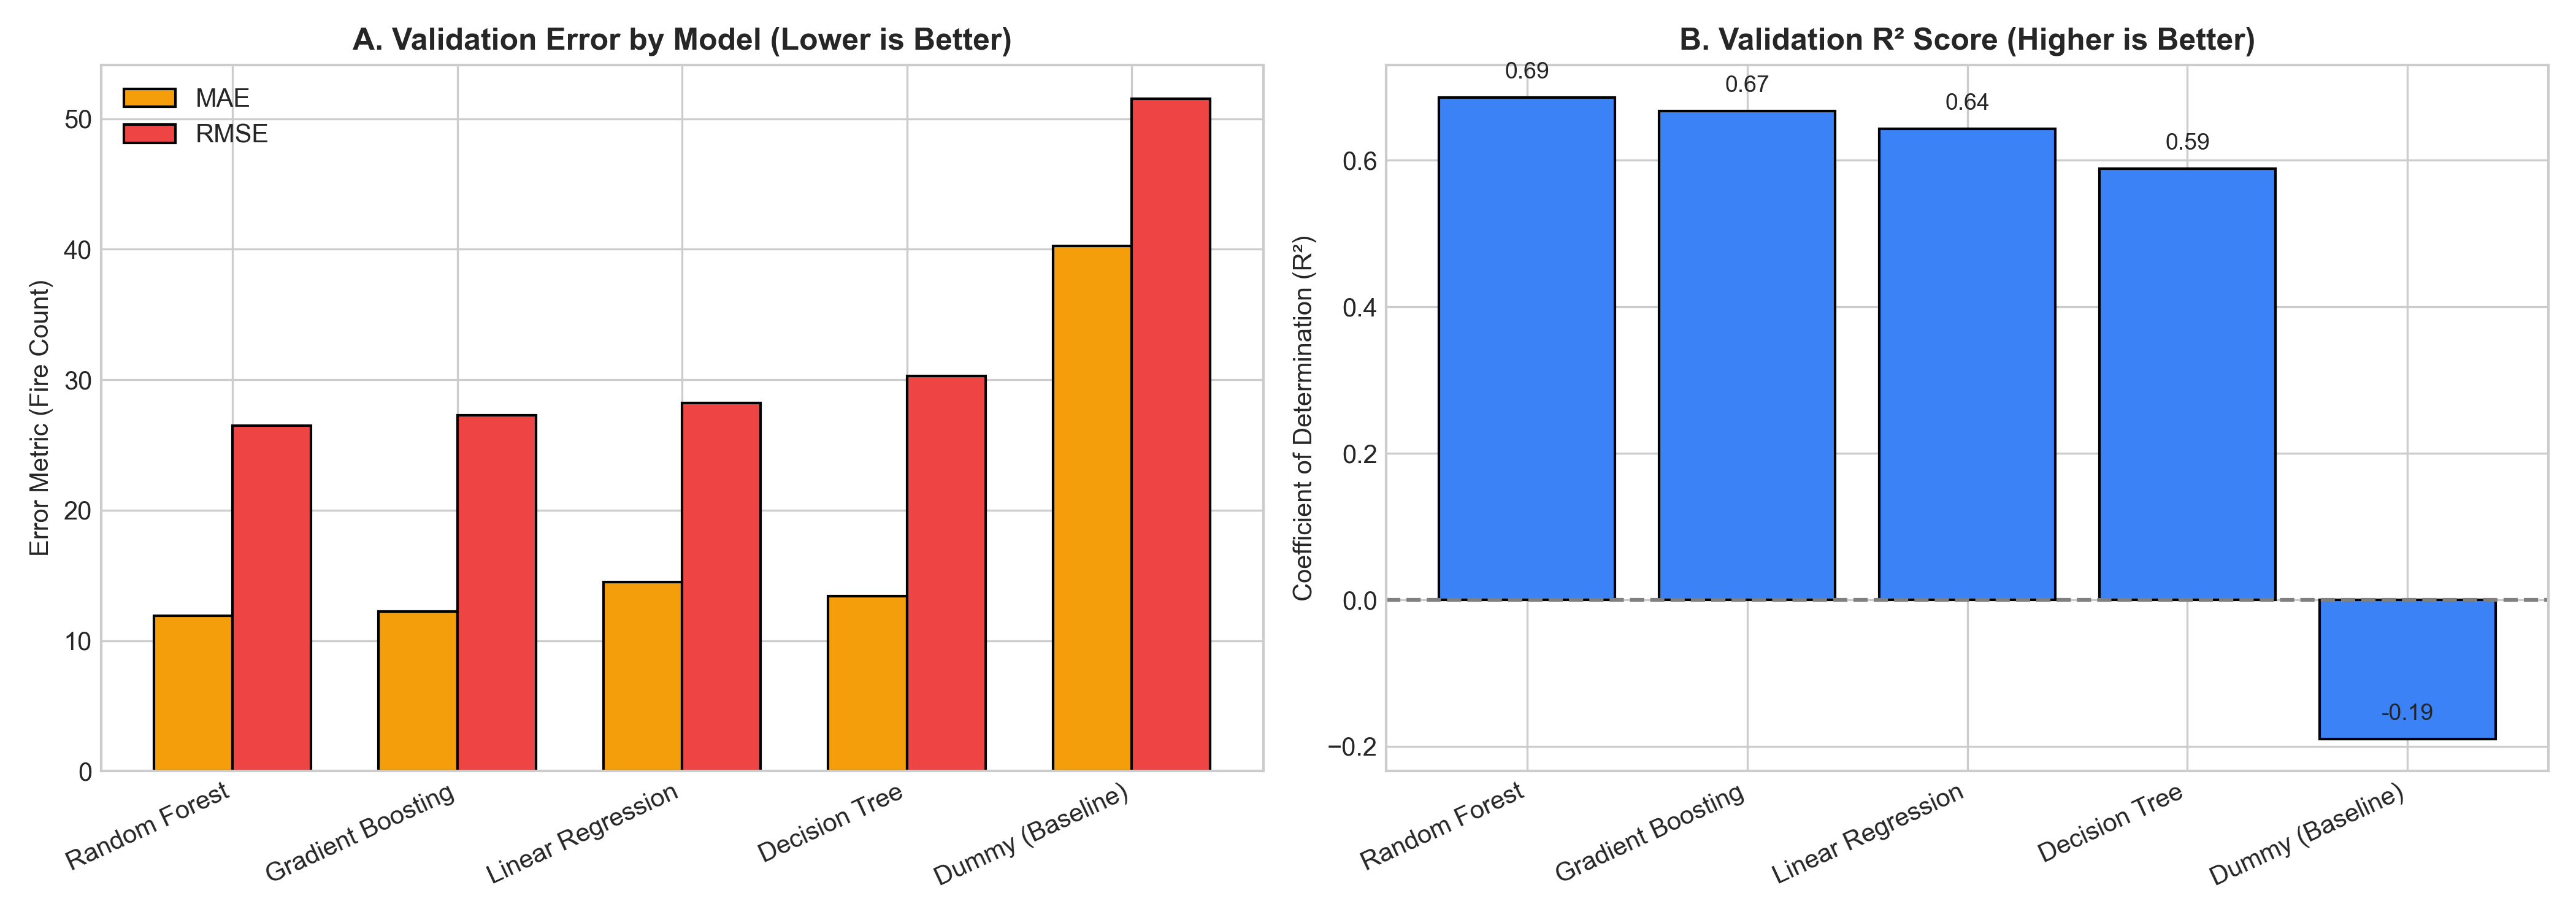 A. Validation Error by Model (Lower is Better)
MAE
RMSE
Error Metric (Fire Count)
50
40
30
20
10
0
Random Forest
Gradient Boosting
Linear Regression
Decision Tree
Dummy (Baseline)
B. Validation R² Score (Higher is Better)
Coefficient of Determination (R²)
0.6
0.4
0.2
0.0
−0.2
0.69
0.67
0.64
0.59
-0.19
Random Forest
Gradient Boosting
Linear Regression
Decision Tree
Dummy (Baseline)